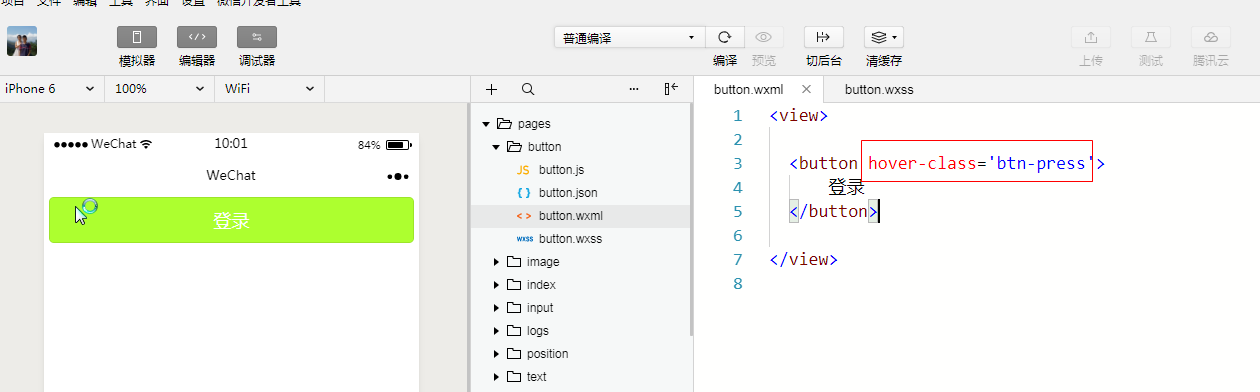 项目 文件 编辑 工具 界面 设置 微信开发者工具
普通编译
模拟器 编辑器 调试器 编译 预览 切后台 清缓存 上传 测试 腾讯云
iPhone 6 100% WiFi
button.wxml button.wxss
WeChat 10:01 84%
WeChat
登录
pages
button
JS button.js
{ } button.json
< > button.wxml
wxss button.wxss
image
index
input
logs
position
text
1 <view>
2
3 <button hover-class='btn-press'>
4 登录
5 </button>
6
7 </view>
8